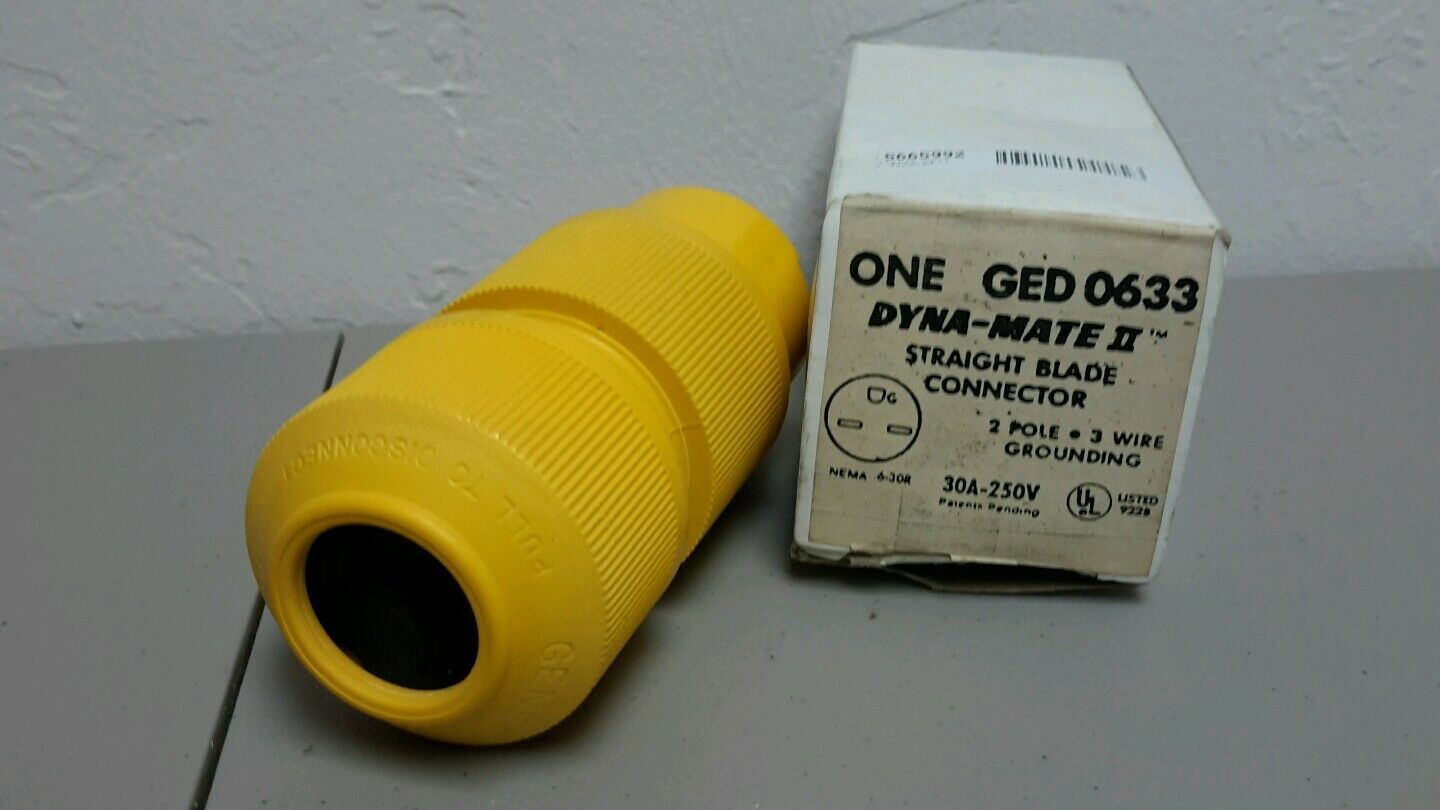 5665992
ONE GED 0633
DYNA-MATE II™
STRAIGHT BLADE
CONNECTOR
G
2 POLE • 3 WIRE
GROUNDING
NEMA 6-30R
30A-250V
Patents Pending
UL
LISTED
922B
PULL TO DISCONNECT